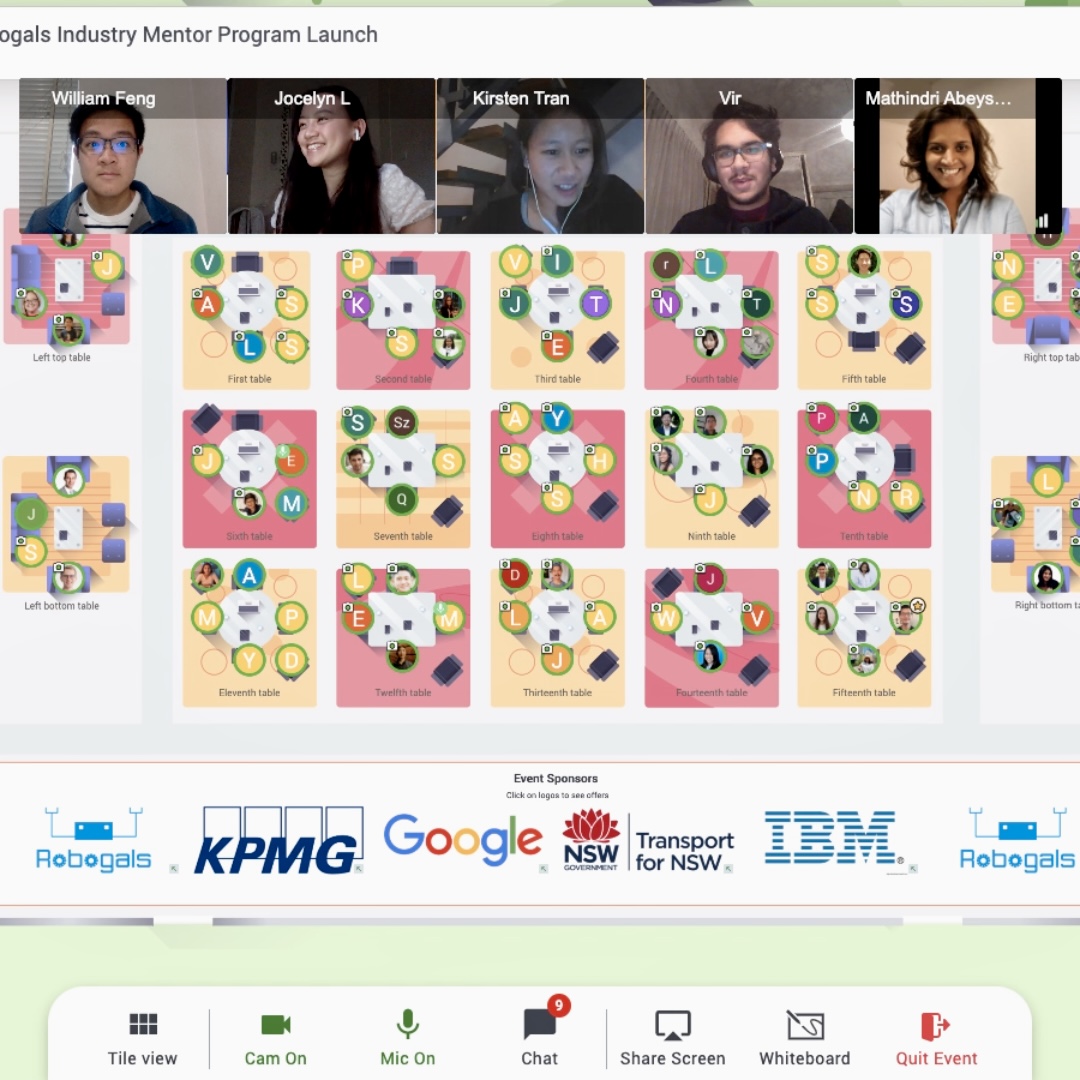 ogals Industry Mentor Program Launch
William Feng
Jocelyn L
Kirsten Tran
Vir
Mathindri Abeys…
J
Left top table
V
A
S
L
S
First table
P
K
S
Second table
V
I
J
T
E
Third table
r
L
N
T
Fourth table
S
S
S
Fifth table
N
E
Right top tab
J
S
Left bottom table
J
E
M
Sixth table
S
Sz
S
Q
Seventh table
A
Y
S
H
S
Eighth table
J
Ninth table
P
A
P
N
R
Tenth table
L
Right bottom ta
A
M
P
Y
D
Eleventh table
L
E
M
Twelfth table
D
L
A
J
Thirteenth table
J
W
V
Fourteenth table
Fifteenth table
Event Sponsors
Click on logos to see offers
Robogals
KPMG
Google
NSW
GOVERNMENT
Transport
for NSW
IBM
Robogals
9
Tile view
Cam On
Mic On
Chat
Share Screen
Whiteboard
Quit Event